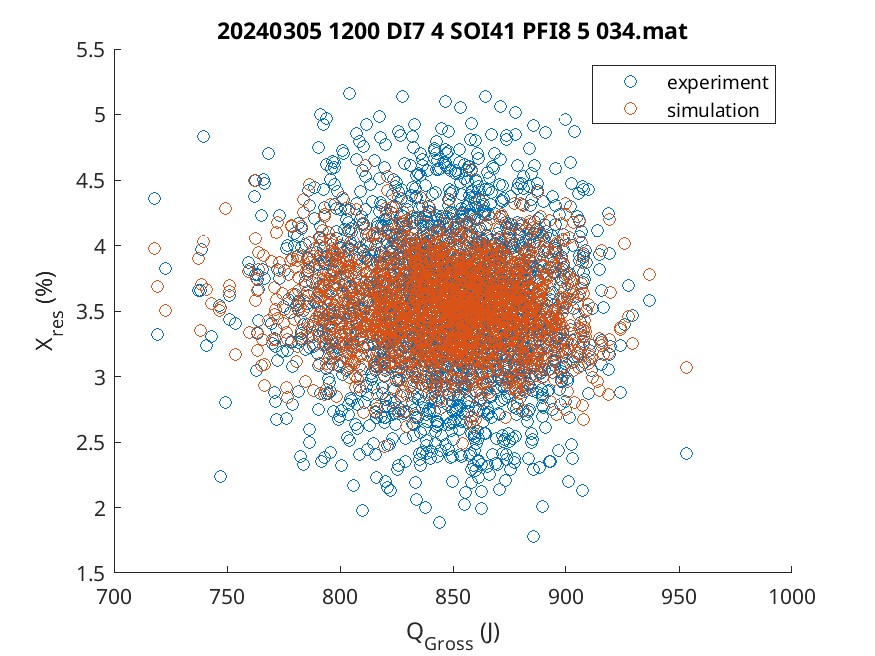 20240305 1200 DI7 4 SOI41 PFI8 5 034.mat
experiment
simulation
5.5
5
4.5
4
3.5
3
2.5
2
1.5
X_res (%)
700 750 800 850 900 950 1000
Q_Gross (J)